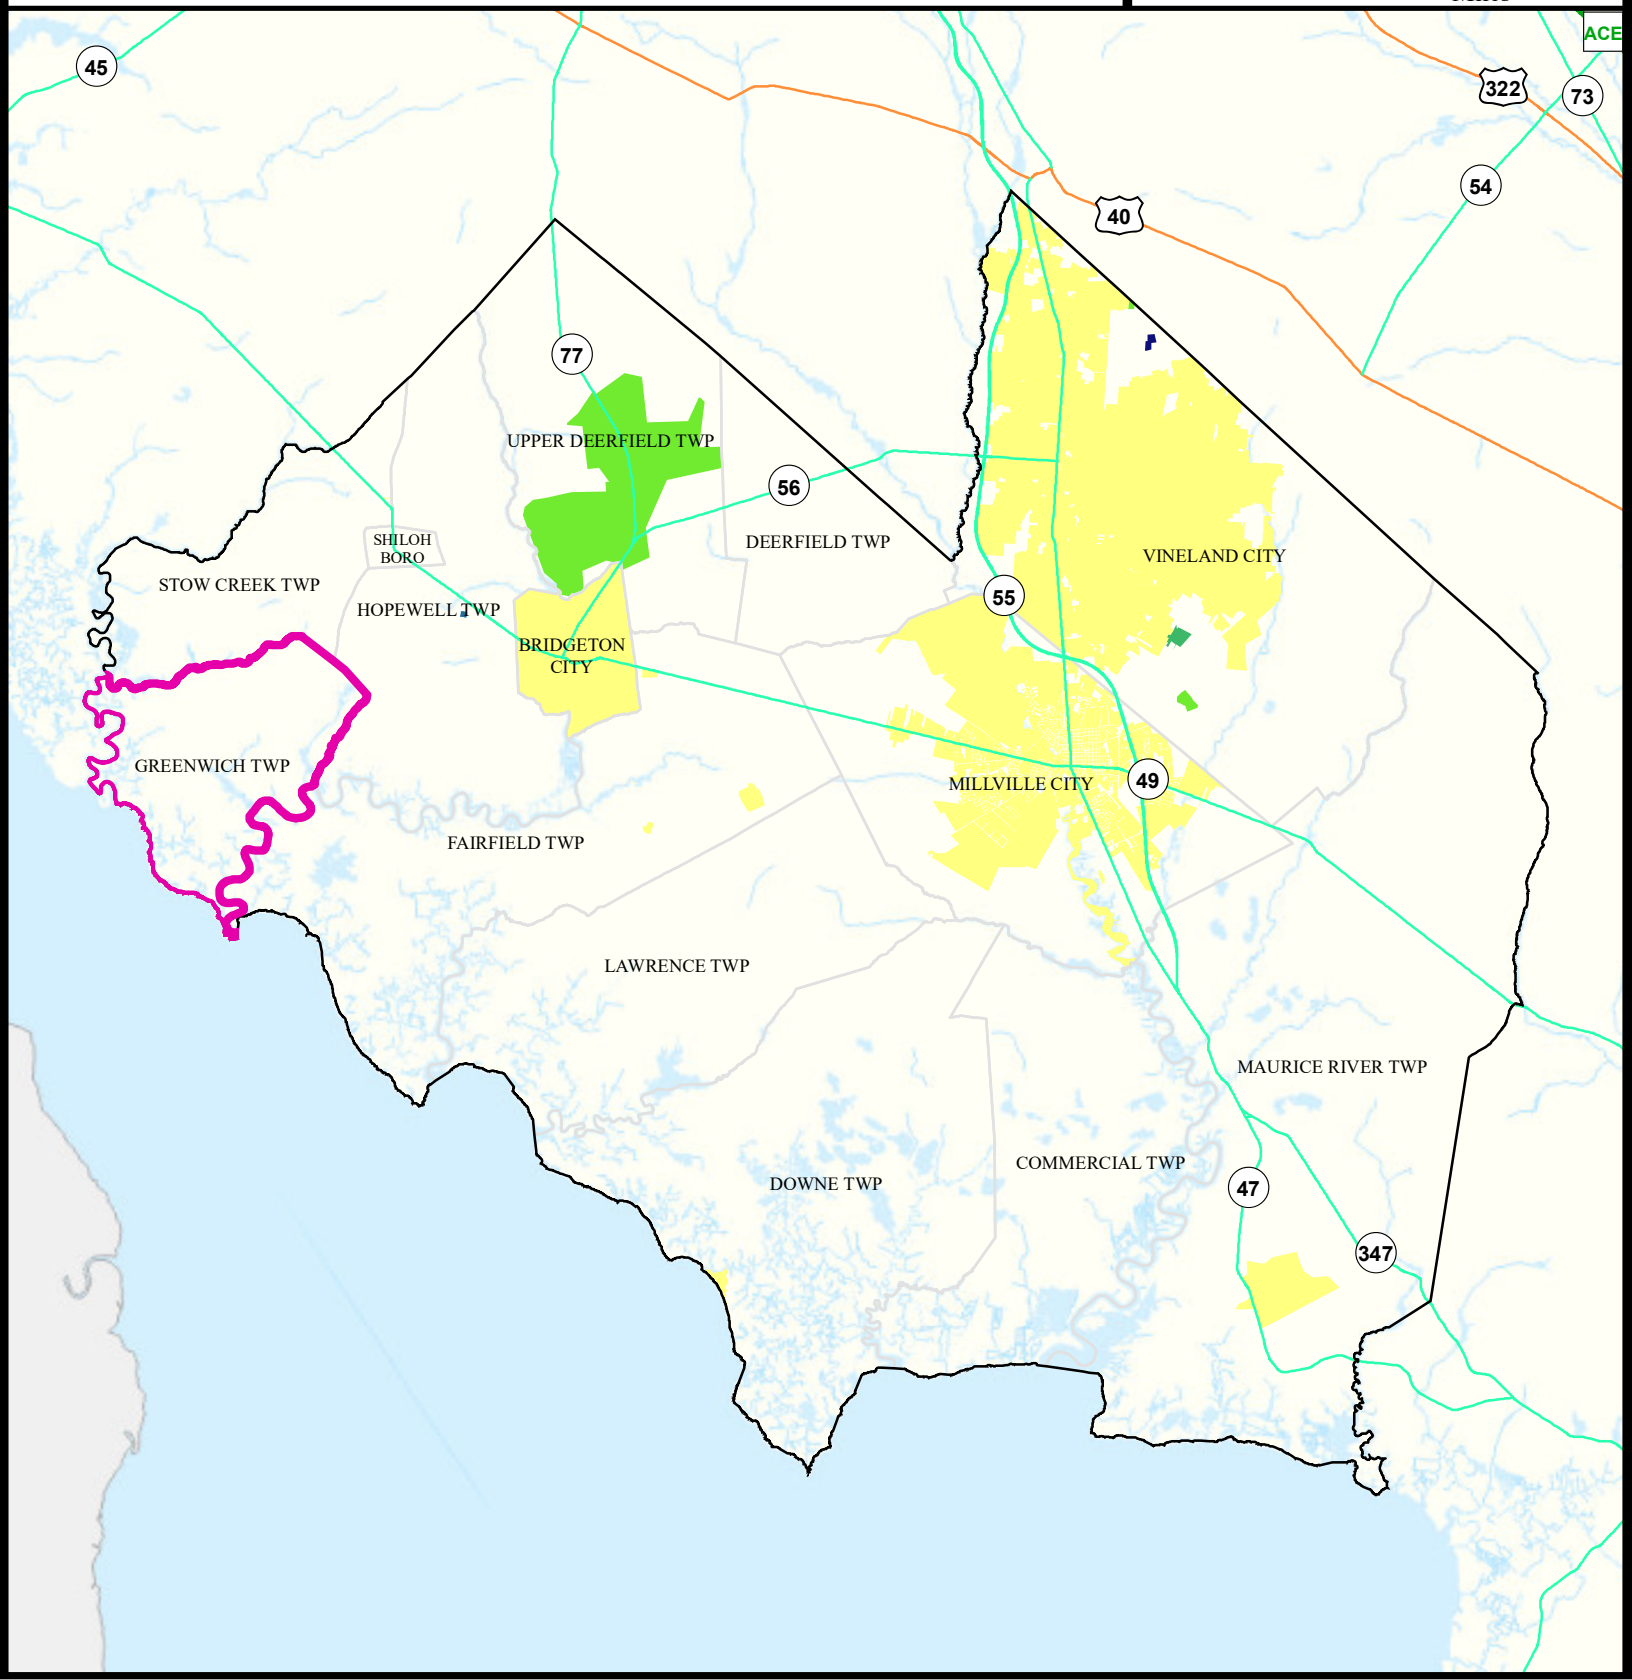 ACE
45
322
73
54
40
77
UPPER DEERFIELD TWP
56
SHILOH
BORO
DEERFIELD TWP
VINELAND CITY
STOW CREEK TWP
55
HOPEWELL TWP
BRIDGETON
CITY
GREENWICH TWP
MILLVILLE CITY
49
FAIRFIELD TWP
LAWRENCE TWP
MAURICE RIVER TWP
COMMERCIAL TWP
DOWNE TWP
47
347